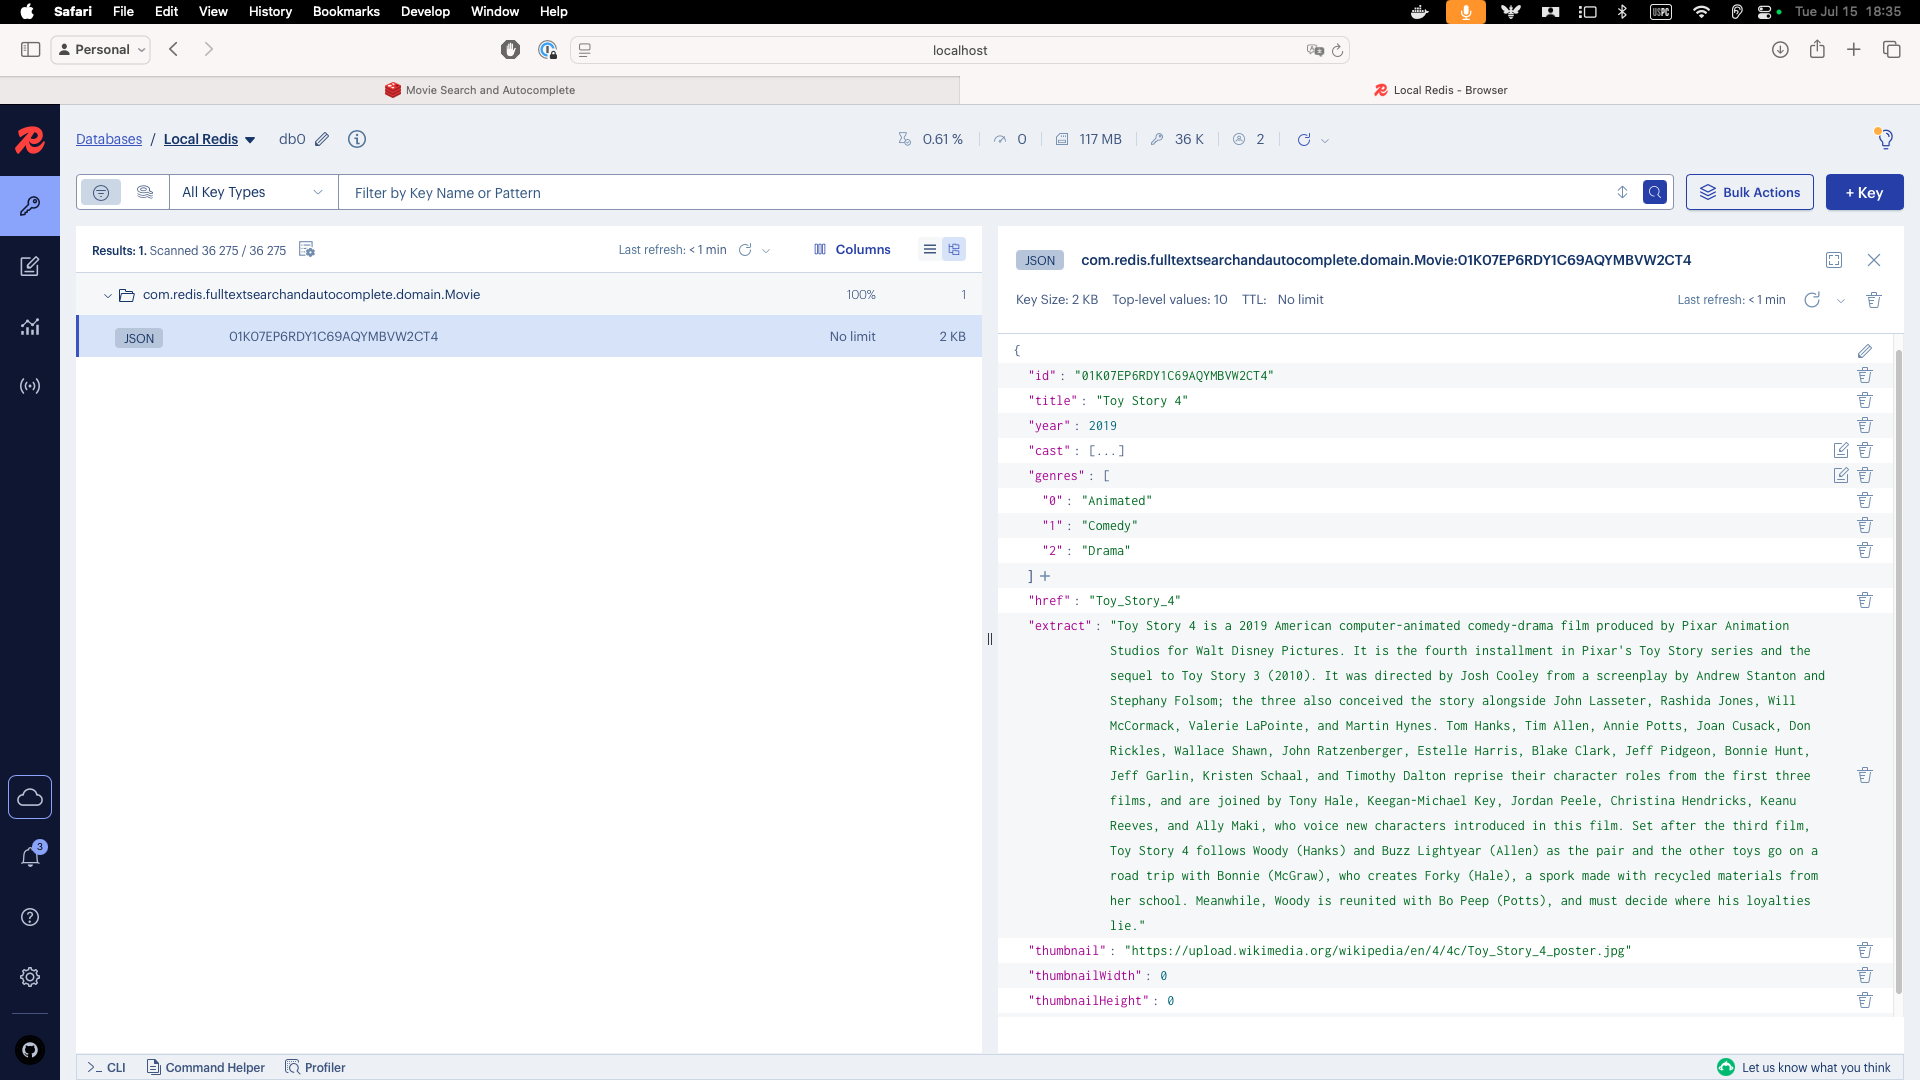 Safari File Edit View History Bookmarks Develop Window Help
USPC
Tue Jul 15 18:35
Personal
localhost
Movie Search and Autocomplete
Local Redis - Browser
Databases / Local Redis db0
0.61 % 0 117 MB 36 K 2
All Key Types
Filter by Key Name or Pattern
Bulk Actions
+ Key
Results: 1. Scanned 36 275 / 36 275
Last refresh: < 1 min
Columns
com.redis.fulltextsearchandautocomplete.domain.Movie 100% 1
JSON 01K07EP6RDY1C69AQYMBVW2CT4 No limit 2 KB
JSON com.redis.fulltextsearchandautocomplete.domain.Movie:01K07EP6RDY1C69AQYMBVW2CT4
Key Size: 2 KB Top-level values: 10 TTL: No limit
Last refresh: < 1 min
{
"id" : "01K07EP6RDY1C69AQYMBVW2CT4"
"title" : "Toy Story 4"
"year" : 2019
"cast" : [...]
"genres" : [
"0" : "Animated"
"1" : "Comedy"
"2" : "Drama"
] +
"href" : "Toy_Story_4"
"extract" : "Toy Story 4 is a 2019 American computer-animated comedy-drama film produced by Pixar Animation
Studios for Walt Disney Pictures. It is the fourth installment in Pixar's Toy Story series and the
sequel to Toy Story 3 (2010). It was directed by Josh Cooley from a screenplay by Andrew Stanton and
Stephany Folsom; the three also conceived the story alongside John Lasseter, Rashida Jones, Will
McCormack, Valerie LaPointe, and Martin Hynes. Tom Hanks, Tim Allen, Annie Potts, Joan Cusack, Don
Rickles, Wallace Shawn, John Ratzenberger, Estelle Harris, Blake Clark, Jeff Pidgeon, Bonnie Hunt,
Jeff Garlin, Kristen Schaal, and Timothy Dalton reprise their character roles from the first three
films, and are joined by Tony Hale, Keegan-Michael Key, Jordan Peele, Christina Hendricks, Keanu
Reeves, and Ally Maki, who voice new characters introduced in this film. Set after the third film,
Toy Story 4 follows Woody (Hanks) and Buzz Lightyear (Allen) as the pair and the other toys go on a
road trip with Bonnie (McGraw), who creates Forky (Hale), a spork made with recycled materials from
her school. Meanwhile, Woody is reunited with Bo Peep (Potts), and must decide where his loyalties
lie."
"thumbnail" : "https://upload.wikimedia.org/wikipedia/en/4/4c/Toy_Story_4_poster.jpg"
"thumbnailWidth" : 0
"thumbnailHeight" : 0
3
>_ CLI Command Helper Profiler
Let us know what you think